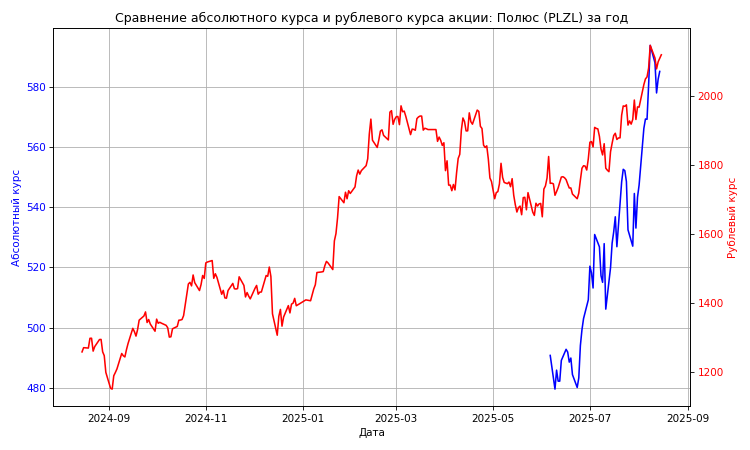 Сравнение абсолютного курса и рублевого курса акции: Полюс (PLZL) за год
Абсолютный курс
580
560
540
520
500
480
2000
1800
1600
1400
1200
Рублевый курс
2024-09 2024-11 2025-01 2025-03 2025-05 2025-07 2025-09
Дата